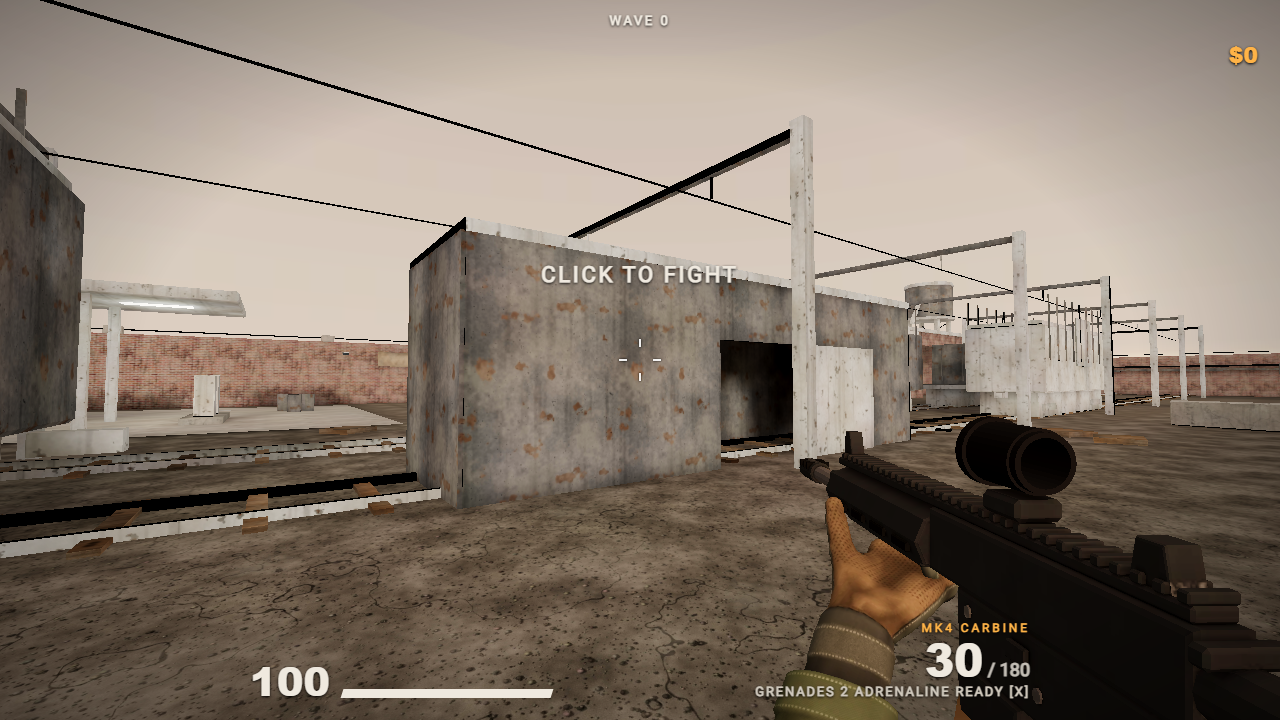 WAVE 0
$0
CLICK TO FIGHT
MK4 CARBINE
30 / 180
100
GRENADES 2 ADRENALINE READY [X]